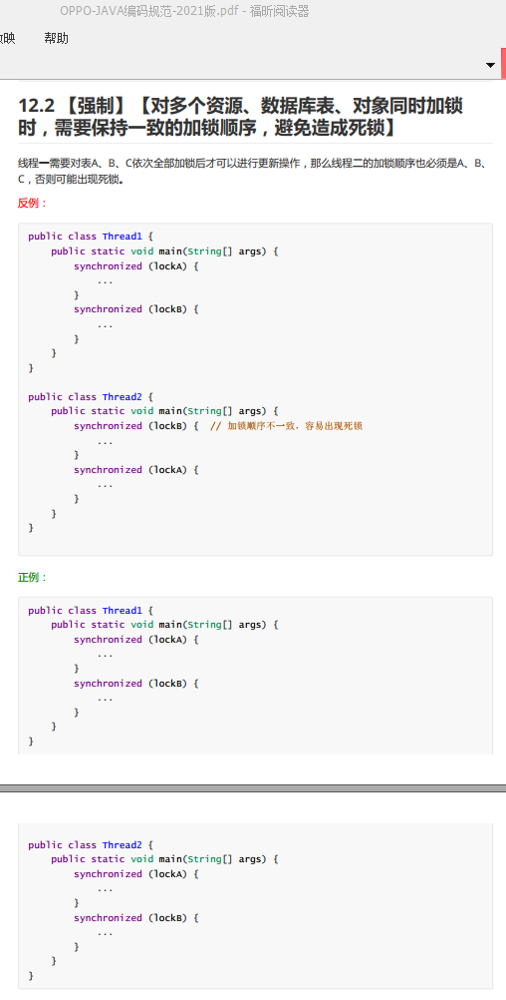 OPPO-JAVA编码规范-2021版.pdf - 福昕阅读器
放映 帮助
12.2 【强制】【对多个资源、数据库表、对象同时加锁
时，需要保持一致的加锁顺序，避免造成死锁】
线程一需要对表A、B、C依次全部加锁后才可以进行更新操作，那么线程二的加锁顺序也必须是A、B、
C，否则可能出现死锁。
反例：
public class Thread1 {
    public static void main(String[] args) {
        synchronized (lockA) {
            ...
        }
        synchronized (lockB) {
            ...
        }
    }
}
public class Thread2 {
    public static void main(String[] args) {
        synchronized (lockB) {  // 加锁顺序不一致，容易出现死锁
            ...
        }
        synchronized (lockA) {
            ...
        }
    }
}
正例：
public class Thread1 {
    public static void main(String[] args) {
        synchronized (lockA) {
            ...
        }
        synchronized (lockB) {
            ...
        }
    }
}
public class Thread2 {
    public static void main(String[] args) {
        synchronized (lockA) {
            ...
        }
        synchronized (lockB) {
            ...
        }
    }
}